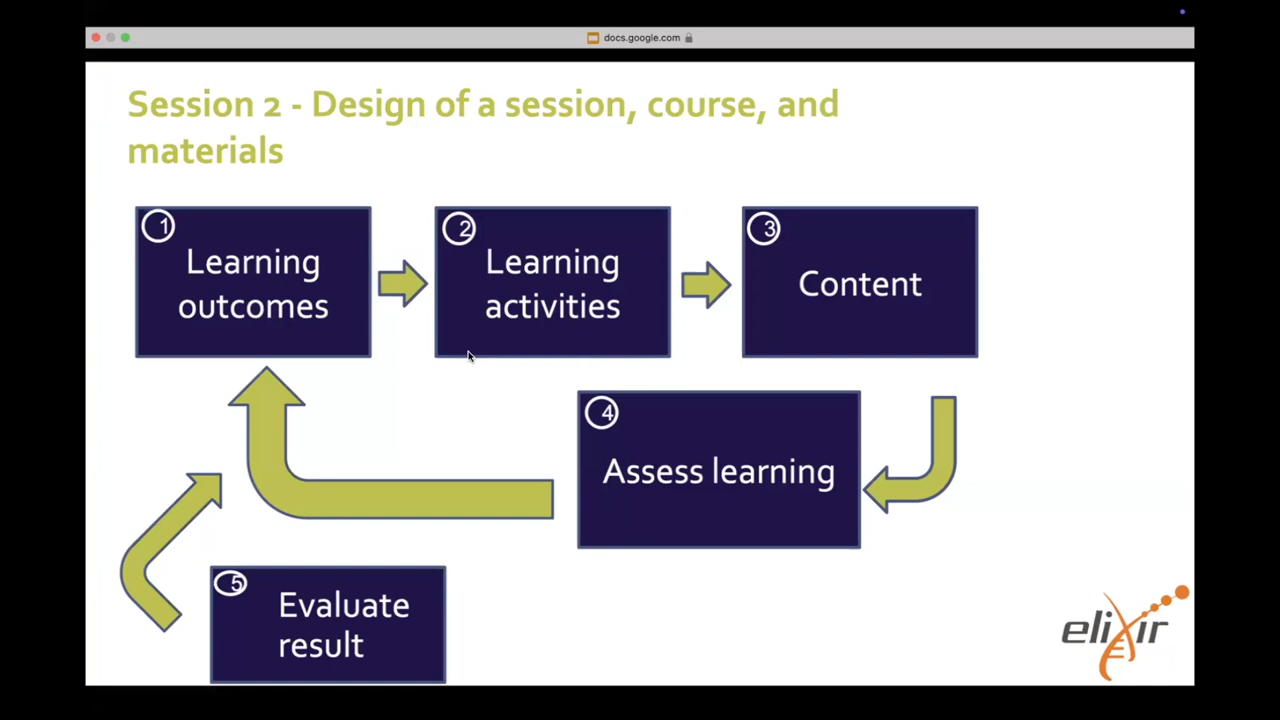 docs.google.com
Session 2 - Design of a session, course, and
materials
1
Learning
outcomes
2
Learning
activities
3
Content
4
Assess learning
5
Evaluate
result
elixir